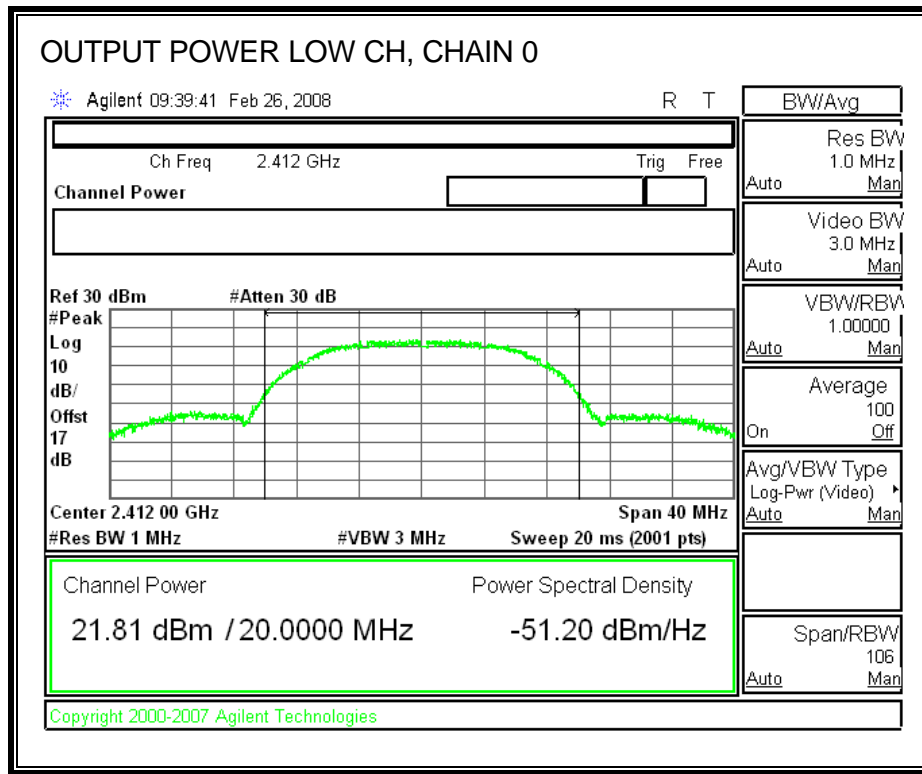 OUTPUT POWER LOW CH, CHAIN 0
Agilent 09:39:41 Feb 26, 2008 R T
BW/Avg
Ch Freq 2.412 GHz Trig Free
Channel Power
Res BW
1.0 MHz
Auto Man
Video BW
3.0 MHz
Auto Man
Ref 30 dBm #Atten 30 dB
#Peak
Log
10
dB/
Offst
17
dB
VBW/RBW
1.00000
Auto Man
Average
100
On Off
Avg/VBW Type
Log-Pwr (Video)
Auto Man
Center 2.412 00 GHz Span 40 MHz
#Res BW 1 MHz #VBW 3 MHz Sweep 20 ms (2001 pts)
Channel Power Power Spectral Density
21.81 dBm / 20.0000 MHz -51.20 dBm/Hz
Span/RBW
106
Auto Man
Copyright 2000-2007 Agilent Technologies